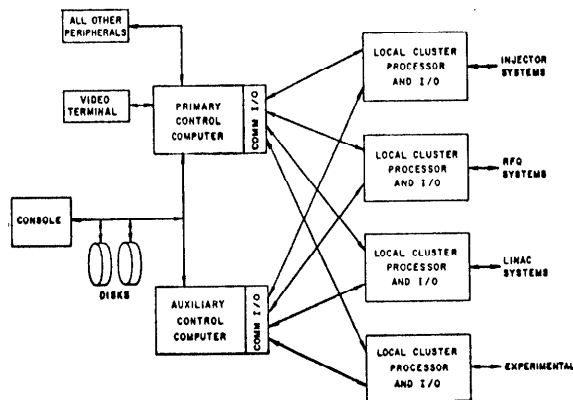 ALL OTHER
PERIPHERALS
VIDEO
TERMINAL
PRIMARY
CONTROL
COMPUTER
COMM I/O
CONSOLE
DISKS
AUXILIARY
CONTROL
COMPUTER
COMM I/O
LOCAL CLUSTER
PROCESSOR
AND I/O
INJECTOR
SYSTEMS
LOCAL CLUSTER
PROCESSOR
AND I/O
RFQ
SYSTEMS
LOCAL CLUSTER
PROCESSOR
AND I/O
LINAC
SYSTEMS
LOCAL CLUSTER
PROCESSOR
AND I/O
EXPERIMENTAL